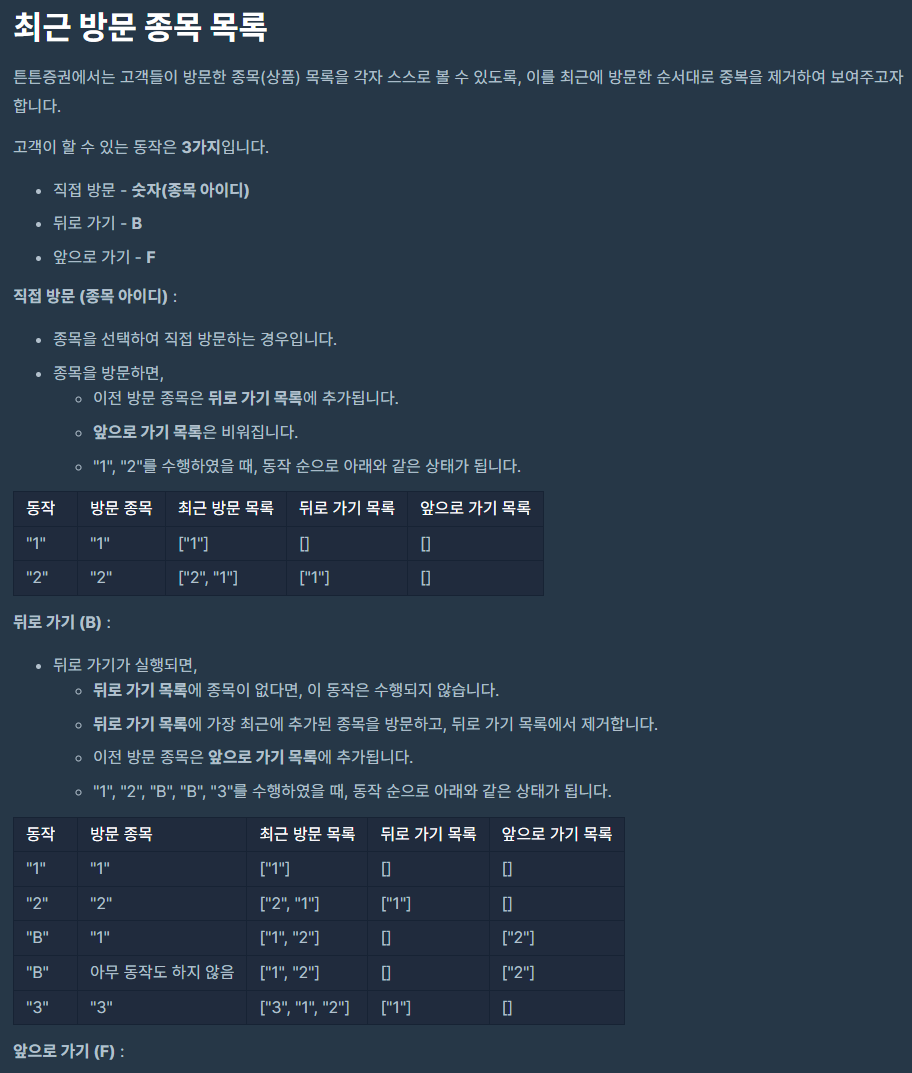 최근 방문 종목 목록
튼튼증권에서는 고객들이 방문한 종목(상품) 목록을 각자 스스로 볼 수 있도록, 이를 최근에 방문한 순서대로 중복을 제거하여 보여주고자
합니다.
고객이 할 수 있는 동작은 3가지입니다.
• 직접 방문 - 숫자(종목 아이디)
• 뒤로 가기 - B
• 앞으로 가기 - F
직접 방문 (종목 아이디) :
• 종목을 선택하여 직접 방문하는 경우입니다.
• 종목을 방문하면,
◦ 이전 방문 종목은 뒤로 가기 목록에 추가됩니다.
◦ 앞으로 가기 목록은 비워집니다.
◦ "1", "2"를 수행하였을 때, 동작 순으로 아래와 같은 상태가 됩니다.
동작 방문 종목 최근 방문 목록 뒤로 가기 목록 앞으로 가기 목록
"1" "1" ["1"] [] []
"2" "2" ["2", "1"] ["1"] []
뒤로 가기 (B) :
• 뒤로 가기가 실행되면,
◦ 뒤로 가기 목록에 종목이 없다면, 이 동작은 수행되지 않습니다.
◦ 뒤로 가기 목록에 가장 최근에 추가된 종목을 방문하고, 뒤로 가기 목록에서 제거합니다.
◦ 이전 방문 종목은 앞으로 가기 목록에 추가됩니다.
◦ "1", "2", "B", "B", "3"를 수행하였을 때, 동작 순으로 아래와 같은 상태가 됩니다.
동작 방문 종목 최근 방문 목록 뒤로 가기 목록 앞으로 가기 목록
"1" "1" ["1"] [] []
"2" "2" ["2", "1"] ["1"] []
"B" "1" ["1", "2"] [] ["2"]
"B" 아무 동작도 하지 않음 ["1", "2"] [] ["2"]
"3" "3" ["3", "1", "2"] ["1"] []
앞으로 가기 (F) :